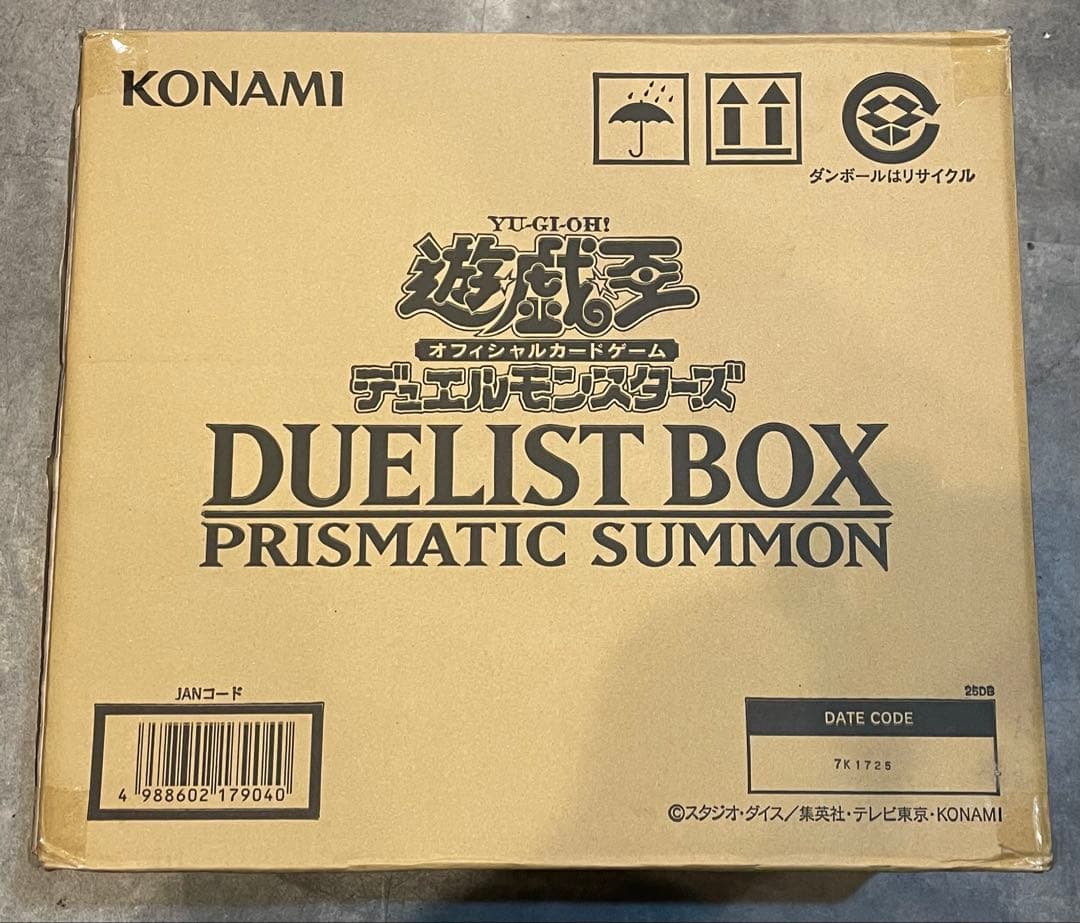 KONAMI
ダンボールはリサイクル
YU-GI-OH!
遊戯王
オフィシャルカードゲーム
デュエルモンスターズ
DUELIST BOX
PRISMATIC SUMMON
JANコード
4 988602 179040
25DB
DATE CODE
7K1725
©スタジオ・ダイス/集英社・テレビ東京・KONAMI